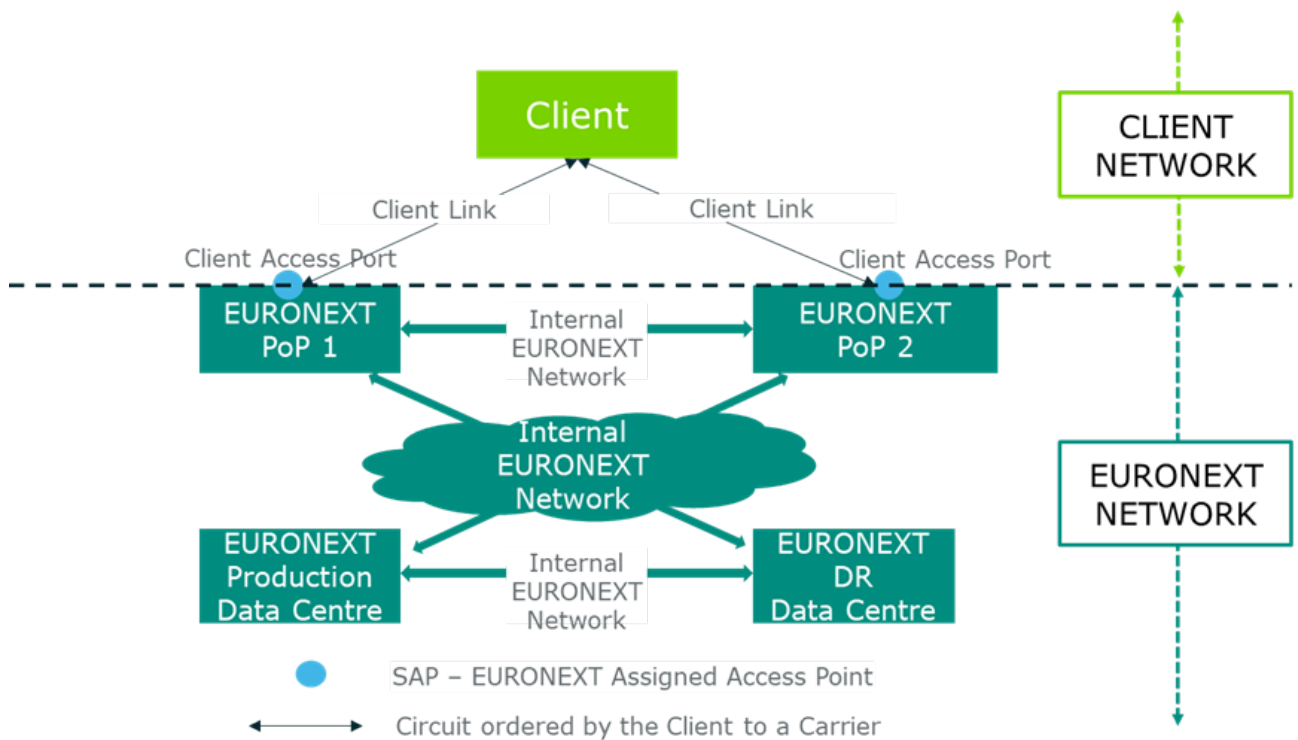 Client
CLIENT
NETWORK
Client Link
Client Link
Client Access Port
Client Access Port
EURONEXT
PoP 1
Internal
EURONEXT
Network
EURONEXT
PoP 2
Internal
EURONEXT
Network
EURONEXT
NETWORK
EURONEXT
Production
Data Centre
Internal
EURONEXT
Network
EURONEXT
DR
Data Centre
SAP – EURONEXT Assigned Access Point
Circuit ordered by the Client to a Carrier